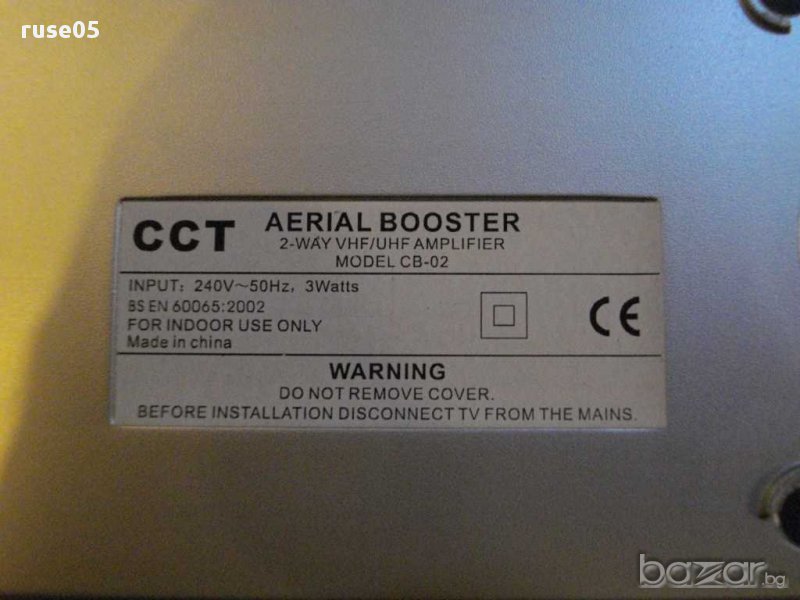 ruse05
CCT
AERIAL BOOSTER
2-WAY VHF/UHF AMPLIFIER
MODEL CB-02
INPUT: 240V～50Hz, 3Watts
BS EN 60065:2002
FOR INDOOR USE ONLY
Made in china
CE
WARNING
DO NOT REMOVE COVER.
BEFORE INSTALLATION DISCONNECT TV FROM THE MAINS.
bazar.bg